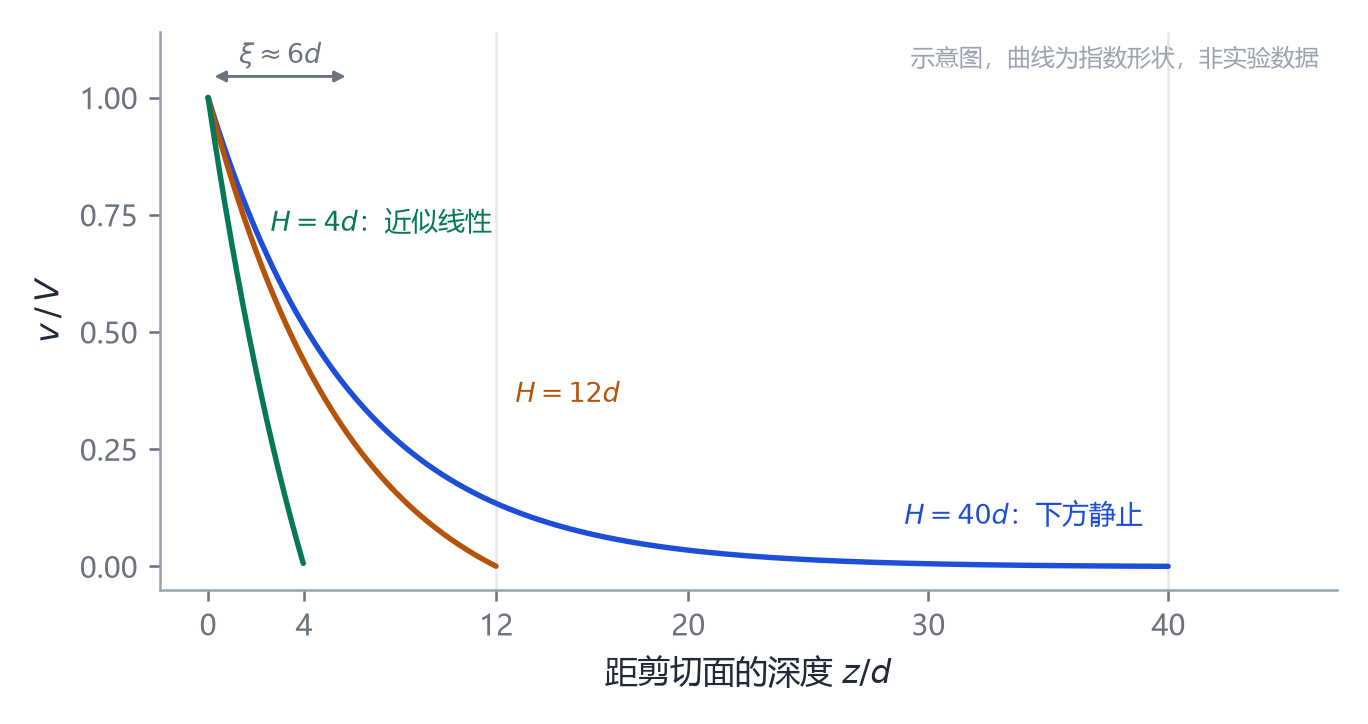 ξ ≈ 6d
示意图，曲线为指数形状，非实验数据
1.00
0.75
0.50
0.25
0.00
v / V
H = 4d：近似线性
H = 12d
H = 40d：下方静止
0 4 12 20 30 40
距剪切面的深度 z/d